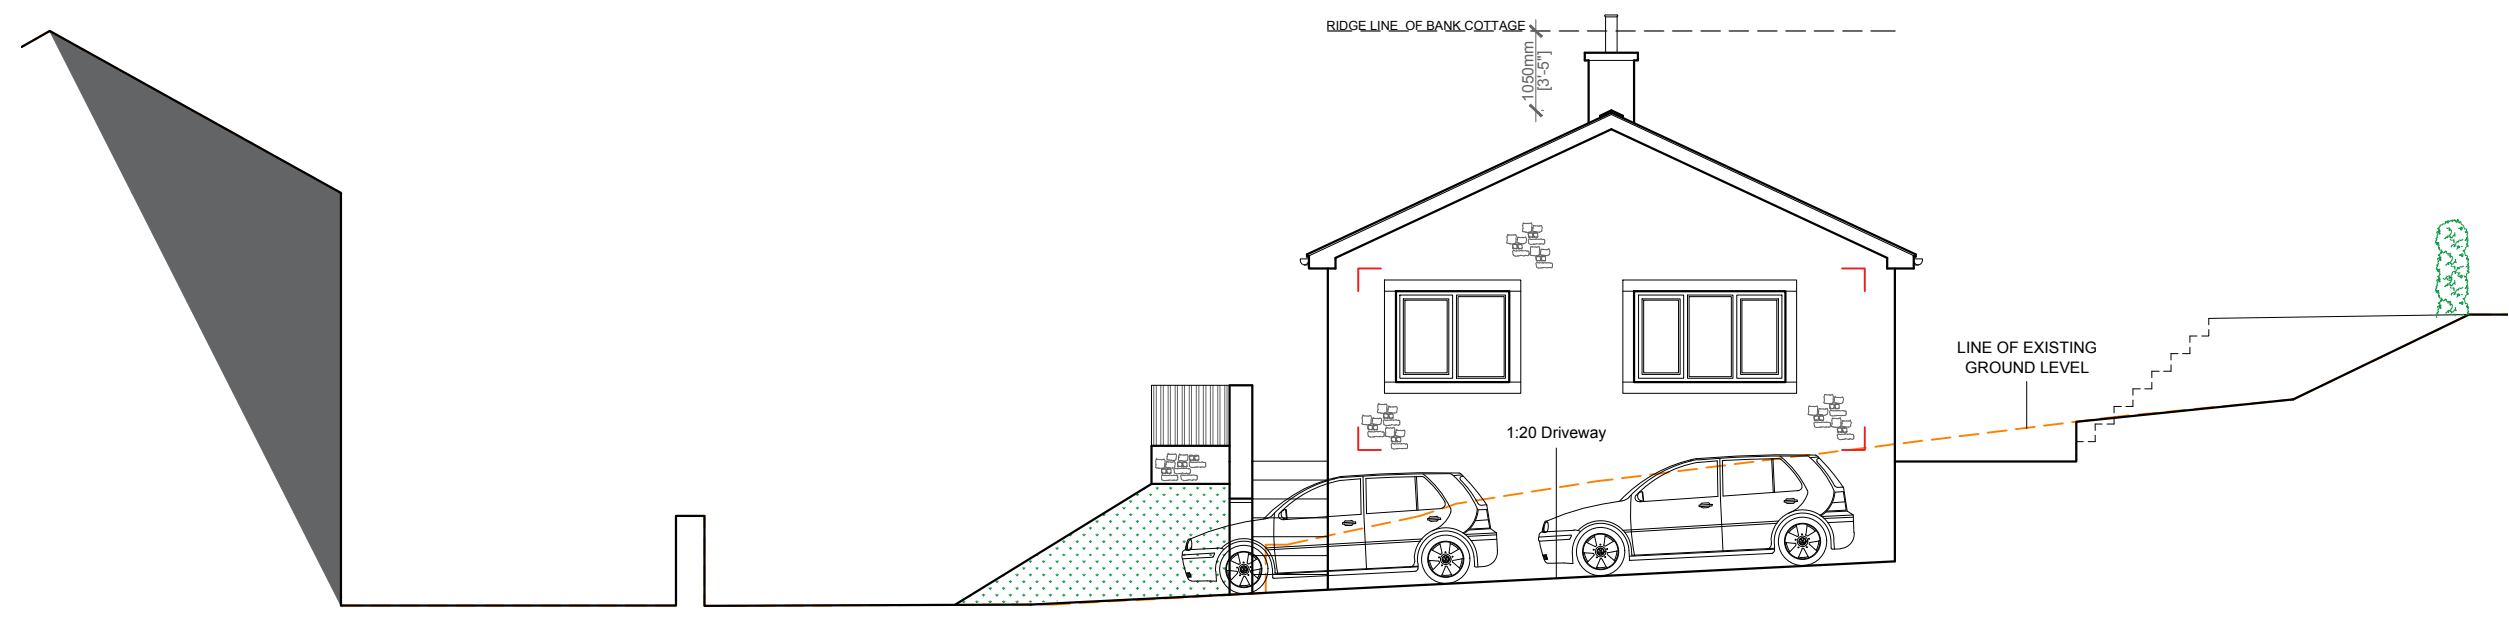 RIDGE LINE OF BANK COTTAGE
1050mm
[3'-5"]
LINE OF EXISTING
GROUND LEVEL
1:20 Driveway